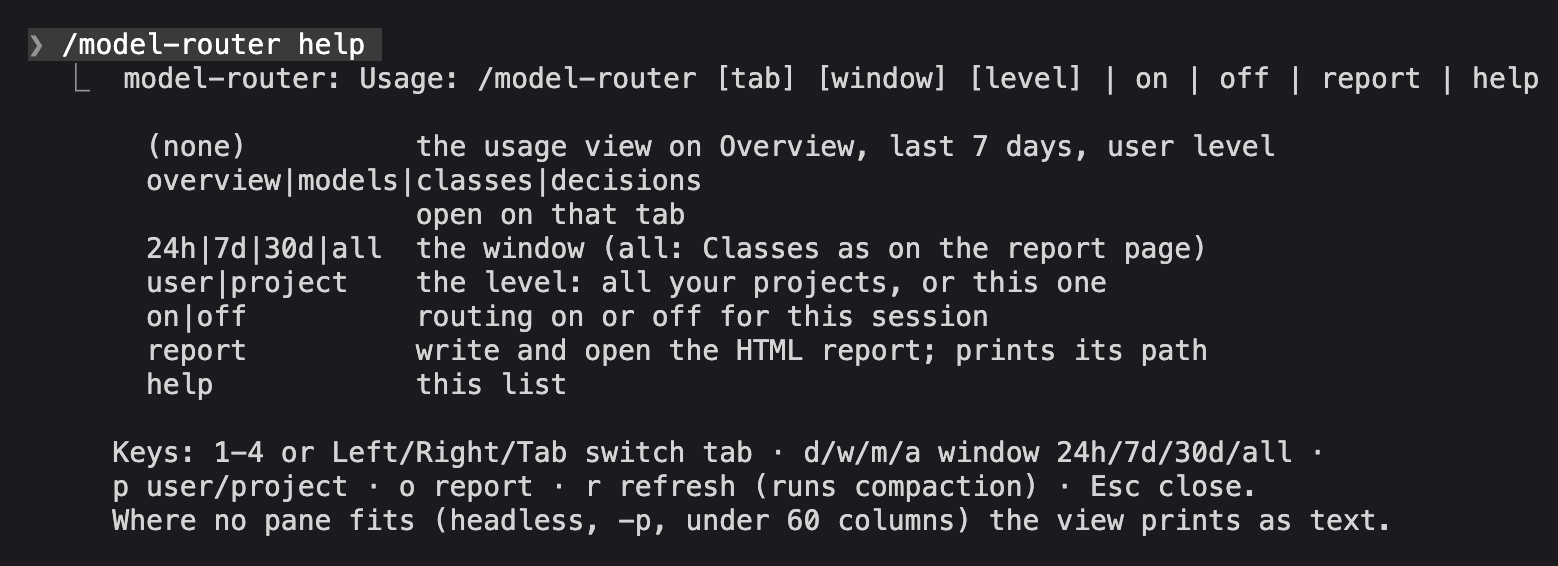 ❯ /model-router help
⎿ model-router: Usage: /model-router [tab] [window] [level] | on | off | report | help
(none) the usage view on Overview, last 7 days, user level
overview|models|classes|decisions
open on that tab
24h|7d|30d|all the window (all: Classes as on the report page)
user|project the level: all your projects, or this one
on|off routing on or off for this session
report write and open the HTML report; prints its path
help this list
Keys: 1–4 or Left/Right/Tab switch tab · d/w/m/a window 24h/7d/30d/all ·
p user/project · o report · r refresh (runs compaction) · Esc close.
Where no pane fits (headless, -p, under 60 columns) the view prints as text.